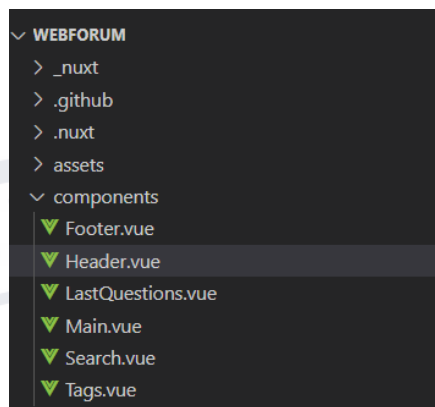 WEBFORUM
_nuxt
.github
.nuxt
assets
components
Footer.vue
Header.vue
LastQuestions.vue
Main.vue
Search.vue
Tags.vue